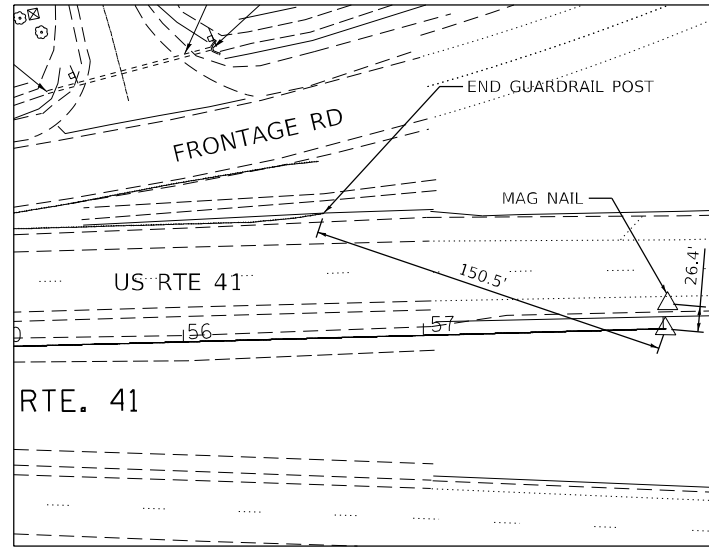 END GUARDRAIL POST
FRONTAGE RD
MAG NAIL
150.5'
26.4'
US RTE 41
56
57
RTE. 41